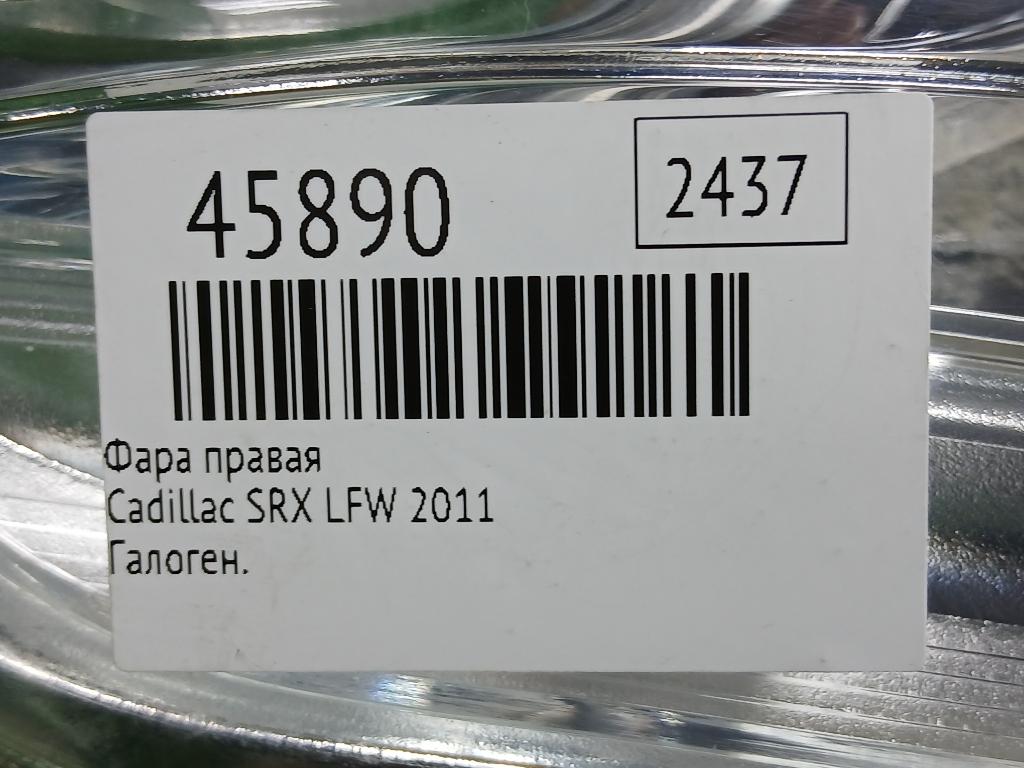 45890
2437
Фара правая
Cadillac SRX LFW 2011
Галоген.